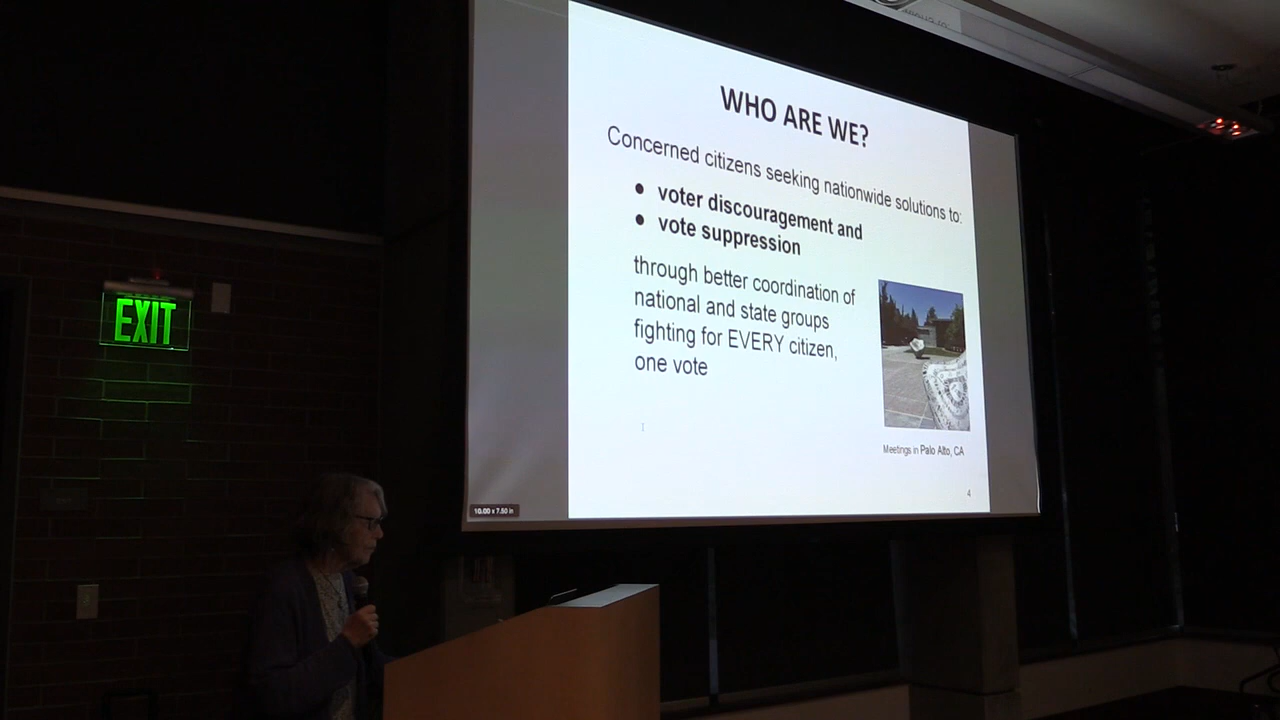 WHO ARE WE?
Concerned citizens seeking nationwide solutions to:
● voter discouragement and
● vote suppression
through better coordination of
national and state groups
fighting for EVERY citizen,
one vote
Meetings in Palo Alto, CA
4
10.00 x 7.50 in
EXIT